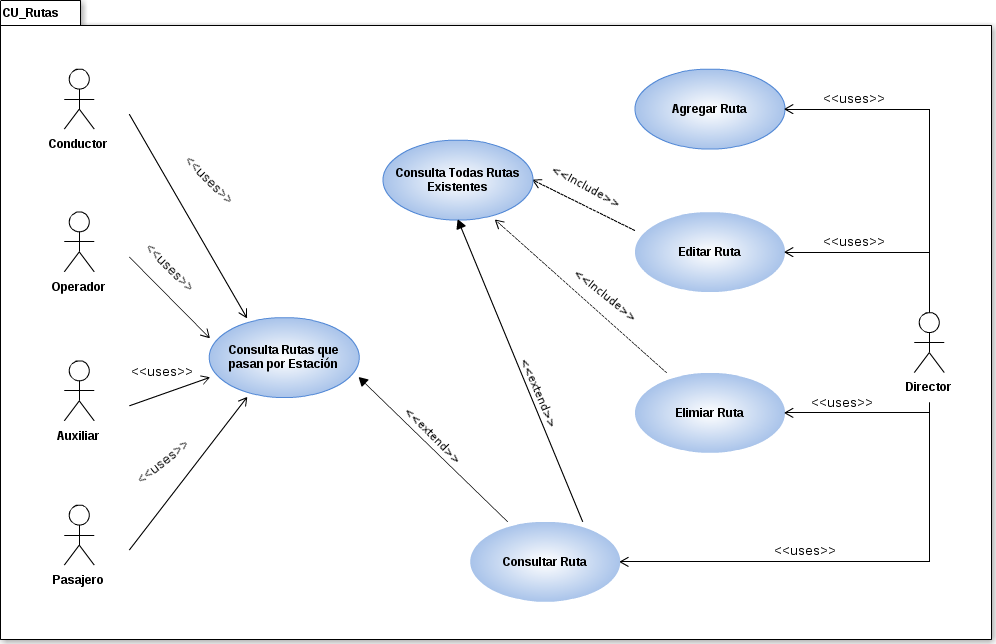 CU_Rutas
Conductor
<<uses>>
Operador
<<uses>>
Auxiliar
<<uses>>
Pasajero
<<uses>>
Consulta Rutas que
pasan por Estación
Consulta Todas Rutas
Existentes
<<Include>>
<<Include>>
<<extend>>
<<extend>>
Agregar Ruta
<<uses>>
Editar Ruta
<<uses>>
Elimiar Ruta
<<uses>>
Consultar Ruta
<<uses>>
Director